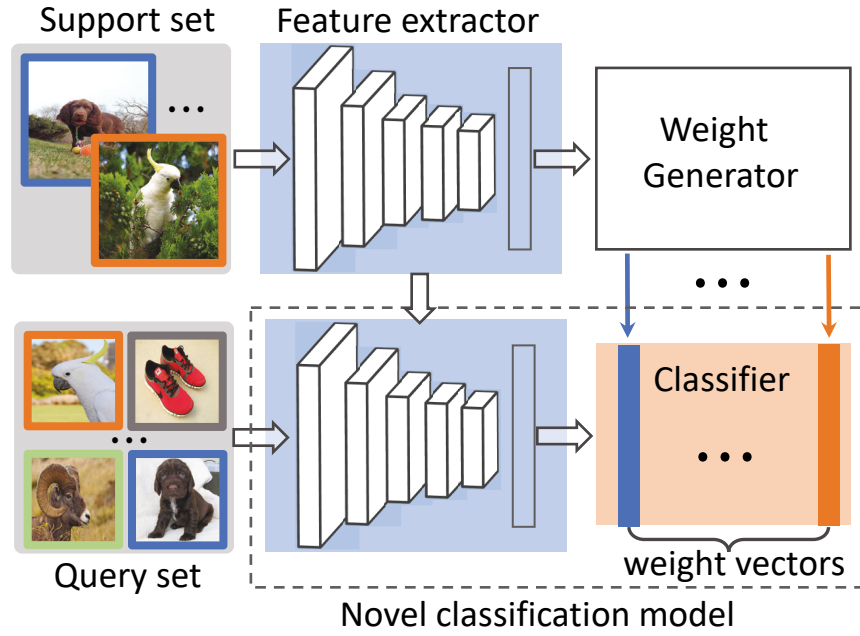 Support set
Feature extractor
...
Weight
Generator
...
Classifier
...
...
weight vectors
Query set
Novel classification model